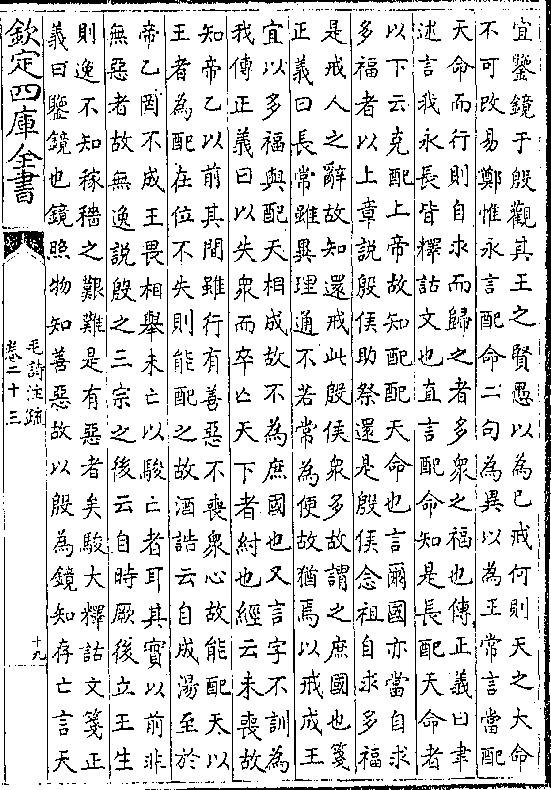 宜鑒鏡于殷觀其王之賢愚以為已戒何則天之大命
不可改易鄭惟永言配命二句為異以為王常言當配
天命而行則自求而歸之者多衆之福也傳正義曰聿
述言我永長皆釋詁文也直言配命知是長配天命者
以下云克配上帝故知配配天命也言爾國亦當自求
多福者以上章說殷侯助祭還是殷侯念祖自求多福
是戒人之辭故知還戒此殷侯衆多故謂之庶國也箋
正義曰長常雖異理通不若常為便故猶焉以戒成王
宜以多福與配天相成故不為庶國也又言字不訓為
我傳正義曰以失衆而卒亡天下者紂也經云未喪故
知帝乙以前其間雖行有善惡不喪衆心故能配天以
王者為配在位不失則能配之故酒誥云自成湯至於
帝乙罔不成王畏相舉未亡以駿亡者耳其實以前非
無惡者故無逸說殷之三宗之後云自時厥後立王生
則逸不知稼穡之艱難是有惡者矣駿大釋詁文箋正
義曰鑒鏡也鏡照物知善惡故以殷為鏡知存亡言天
欽定四庫全書
毛詩注疏
卷二十三
十九